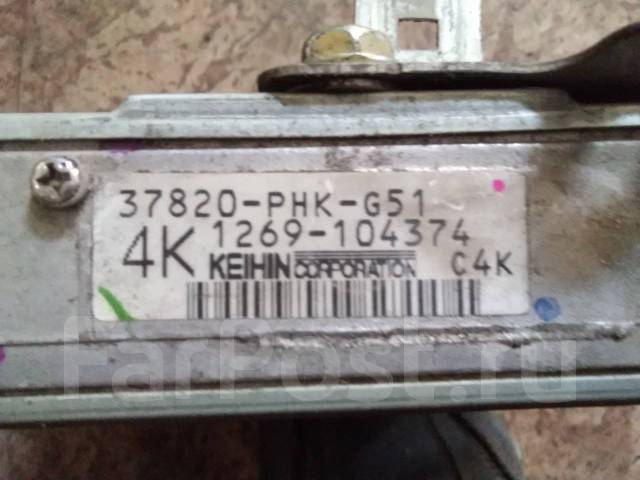 37820-PHK-G51
4K 1269-104374
KEIHIN CORPORATION C4K
FarPost.ru